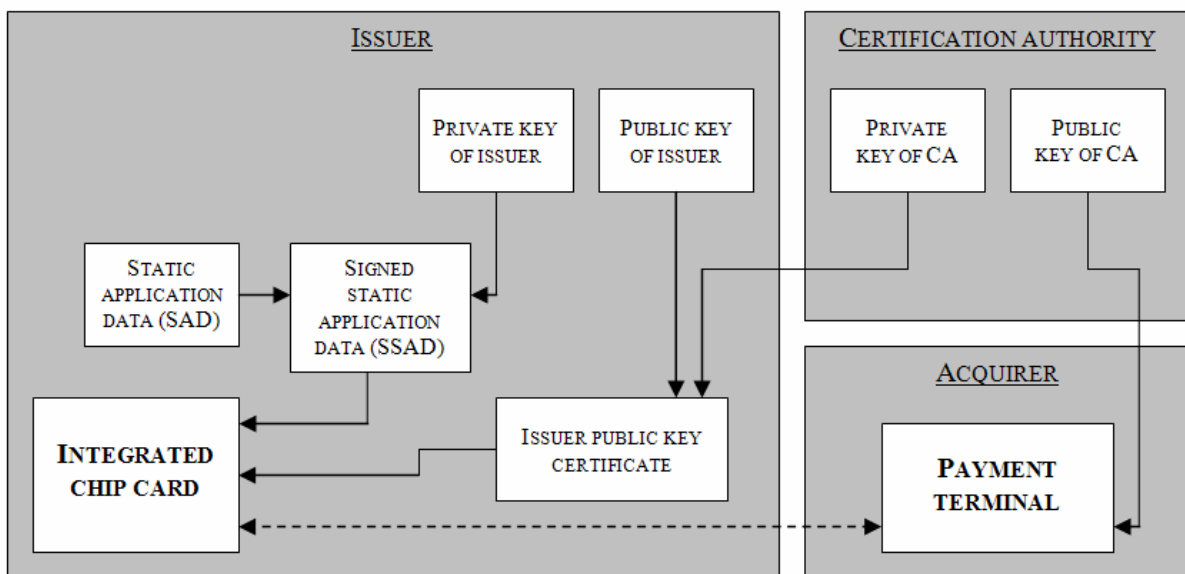 ISSUER
CERTIFICATION AUTHORITY
PRIVATE KEY
OF ISSUER
PUBLIC KEY
OF ISSUER
PRIVATE
KEY OF CA
PUBLIC
KEY OF CA
STATIC
APPLICATION
DATA (SAD)
SIGNED
STATIC
APPLICATION
DATA (SSAD)
ACQUIRER
INTEGRATED
CHIP CARD
ISSUER PUBLIC KEY
CERTIFICATE
PAYMENT
TERMINAL